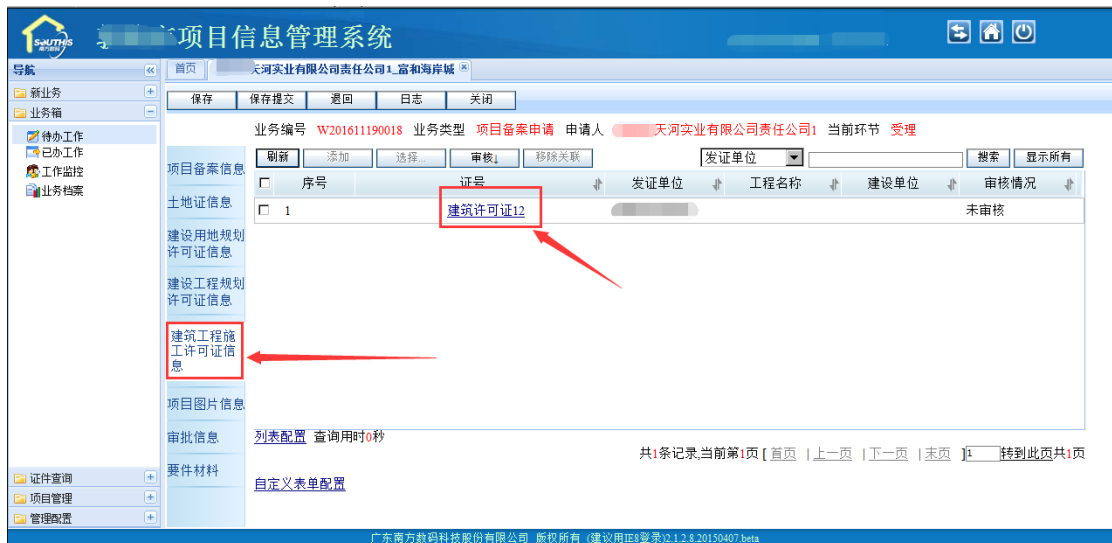 SOUTHIS
南方数码
项目信息管理系统
导航
首页
天河实业有限公司责任公司1_富和海岸城
新业务
业务箱
待办工作
已办工作
工作监控
业务档案
证件查询
项目管理
管理配置
保存
保存提交
退回
日志
关闭
业务编号 W201611190018 业务类型 项目备案申请 申请人 天河实业有限公司责任公司1 当前环节 受理
项目备案信息
土地证信息
建设用地规划
许可证信息
建设工程规划
许可证信息
建筑工程施
工许可证信
息
项目图片信息
审批信息
要件材料
刷新 添加 选择... 审核↓ 移除关联 发证单位 搜索 显示所有
序号 证号 发证单位 工程名称 建设单位 审核情况
1 建筑许可证12 未审核
列表配置 查询用时0秒
共1条记录,当前第1页 [ 首页 | 上一页 | 下一页 | 末页 ] 1 转到此页共1页
自定义表单配置
广东南方数码科技股份有限公司 版权所有 (建议用IE8登录)2.1.2.8.20150407.beta